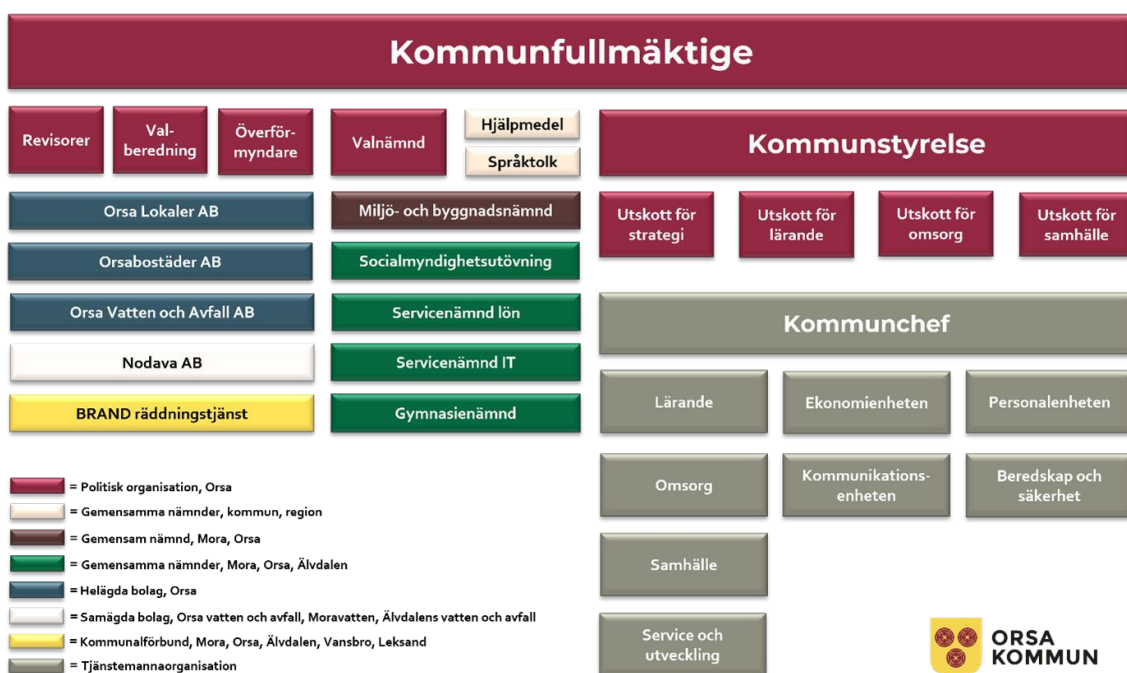 Kommunfullmäktige
Revisorer
Val-
beredning
Överför-
myndare
Valnämnd
Hjälpmedel
Språktolk
Kommunstyrelse
Orsa Lokaler AB
Miljö- och byggnadsnämnd
Utskott för
strategi
Utskott för
lärande
Utskott för
omsorg
Utskott för
samhälle
Orsabostäder AB
Socialmyndighetsutövning
Orsa Vatten och Avfall AB
Servicenämnd lön
Kommunchef
Nodava AB
Servicenämnd IT
BRAND räddningstjänst
Gymnasienämnd
Lärande
Ekonomienheten
Personalenheten
Omsorg
Kommunikations-
enheten
Beredskap och
säkerhet
Samhälle
Service och
utveckling
= Politisk organisation, Orsa
= Gemensamma nämnder, kommun, region
= Gemensam nämnd, Mora, Orsa
= Gemensamma nämnder, Mora, Orsa, Älvdalen
= Helägda bolag, Orsa
= Samägda bolag, Orsa vatten och avfall, Moravatten, Älvdalens vatten och avfall
= Kommunalförbund, Mora, Orsa, Älvdalen, Vansbro, Leksand
= Tjänstemannaorganisation
ORSA
KOMMUN